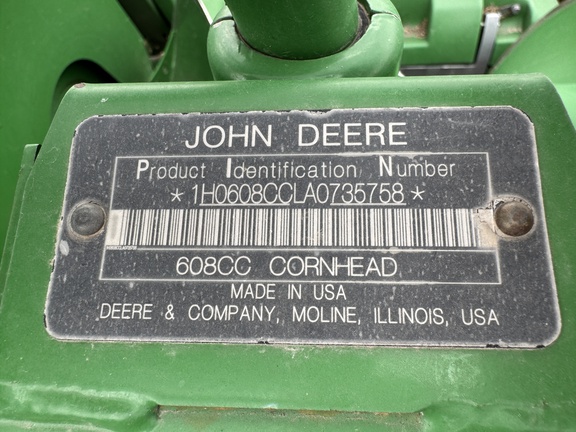 JOHN DEERE
Product Identification Number
*1H0608CCLA0735758*
608CC CORNHEAD
MADE IN USA
DEERE & COMPANY, MOLINE, ILLINOIS, USA